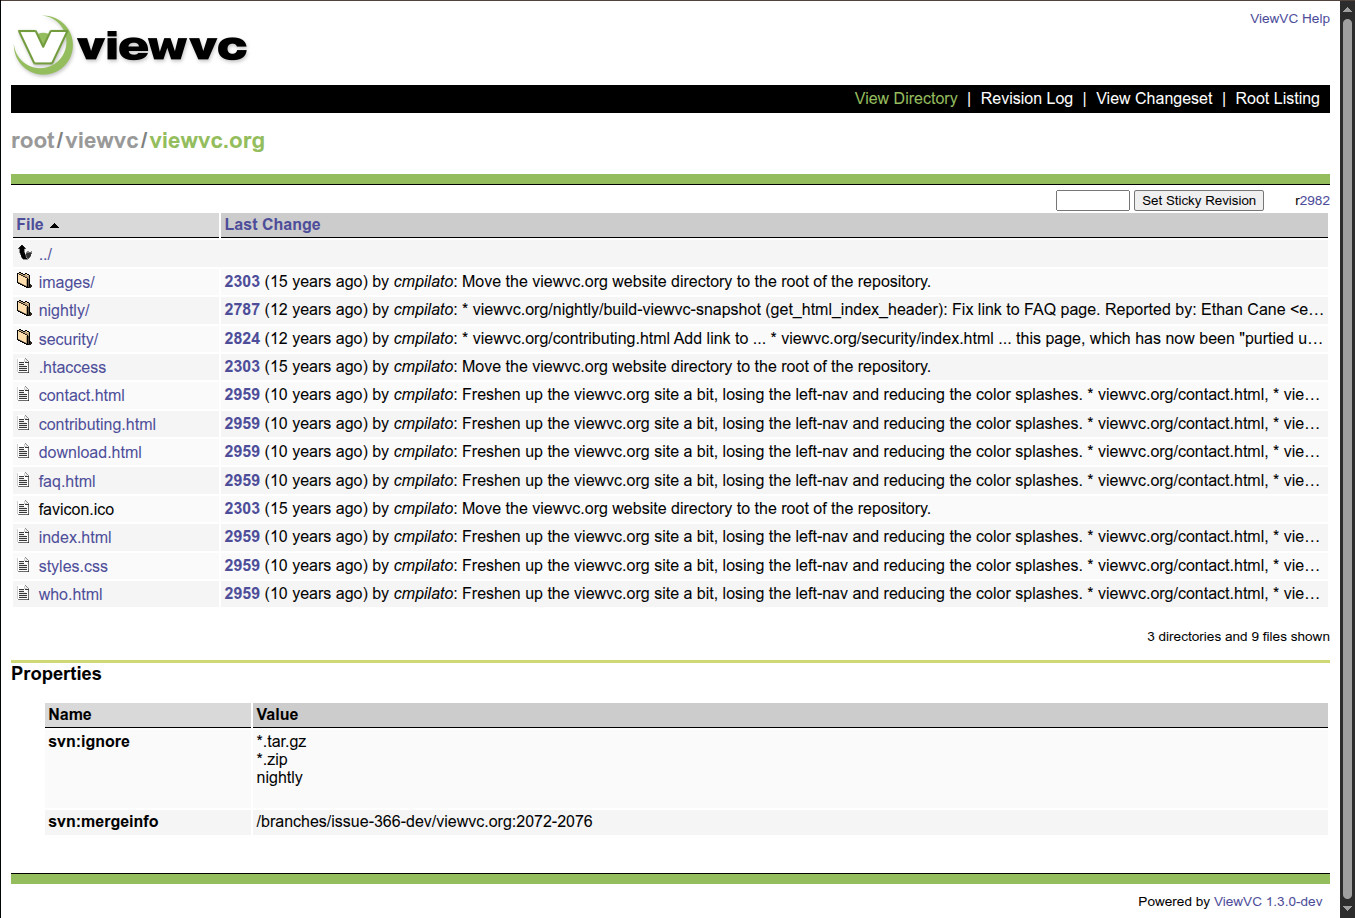 ViewVC Help
viewvc
View Directory | Revision Log | View Changeset | Root Listing
root/viewvc/viewvc.org
Set Sticky Revision r2982
File Last Change
../
images/ 2303 (15 years ago) by cmpilato: Move the viewvc.org website directory to the root of the repository.
nightly/ 2787 (12 years ago) by cmpilato: * viewvc.org/nightly/build-viewvc-snapshot (get_html_index_header): Fix link to FAQ page. Reported by: Ethan Cane <e…
security/ 2824 (12 years ago) by cmpilato: * viewvc.org/contributing.html Add link to ... * viewvc.org/security/index.html ... this page, which has now been "purtied u…
.htaccess 2303 (15 years ago) by cmpilato: Move the viewvc.org website directory to the root of the repository.
contact.html 2959 (10 years ago) by cmpilato: Freshen up the viewvc.org site a bit, losing the left-nav and reducing the color splashes. * viewvc.org/contact.html, * vie…
contributing.html 2959 (10 years ago) by cmpilato: Freshen up the viewvc.org site a bit, losing the left-nav and reducing the color splashes. * viewvc.org/contact.html, * vie…
download.html 2959 (10 years ago) by cmpilato: Freshen up the viewvc.org site a bit, losing the left-nav and reducing the color splashes. * viewvc.org/contact.html, * vie…
faq.html 2959 (10 years ago) by cmpilato: Freshen up the viewvc.org site a bit, losing the left-nav and reducing the color splashes. * viewvc.org/contact.html, * vie…
favicon.ico 2303 (15 years ago) by cmpilato: Move the viewvc.org website directory to the root of the repository.
index.html 2959 (10 years ago) by cmpilato: Freshen up the viewvc.org site a bit, losing the left-nav and reducing the color splashes. * viewvc.org/contact.html, * vie…
styles.css 2959 (10 years ago) by cmpilato: Freshen up the viewvc.org site a bit, losing the left-nav and reducing the color splashes. * viewvc.org/contact.html, * vie…
who.html 2959 (10 years ago) by cmpilato: Freshen up the viewvc.org site a bit, losing the left-nav and reducing the color splashes. * viewvc.org/contact.html, * vie…
3 directories and 9 files shown
Properties
Name Value
svn:ignore *.tar.gz
*.zip
nightly
svn:mergeinfo /branches/issue-366-dev/viewvc.org:2072-2076
Powered by ViewVC 1.3.0-dev